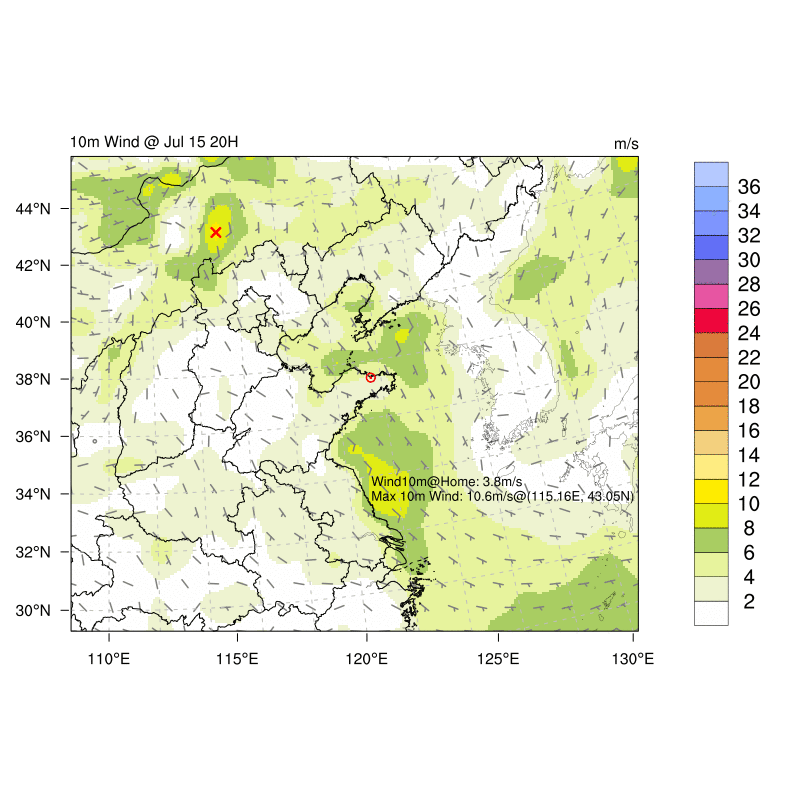 10m Wind @ Jul 15 20H
m/s
44°N
42°N
40°N
38°N
36°N
34°N
32°N
30°N
110°E
115°E
120°E
125°E
130°E
Wind10m@Home: 3.8m/s
Max 10m Wind: 10.6m/s@(115.16E, 43.05N)
36
34
32
30
28
26
24
22
20
18
16
14
12
10
8
6
4
2